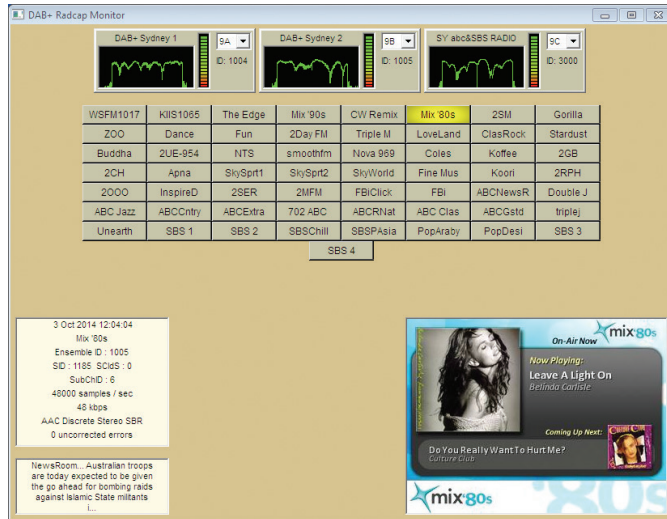 DAB+ Radcap Monitor
DAB+ Sydney 1
9A
ID: 1004
DAB+ Sydney 2
9B
ID: 1005
SY abc&SBS RADIO
9C
ID: 3000
WSFM1017 KIIS1065 The Edge Mix '90s CW Remix Mix '80s 2SM Gorilla
ZOO Dance Fun 2Day FM Triple M LoveLand ClasRock Stardust
Buddha 2UE-954 NTS smoothfm Nova 969 Coles Koffee 2GB
2CH Apna SkySprt1 SkySprt2 SkyWorld Fine Mus Koori 2RPH
2000 InspireD 2SER 2MFM FBiClick FBi ABCNewsR Double J
ABC Jazz ABCCntry ABCExtra 702 ABC ABCRNat ABC Clas ABCGstd triplej
Unearth SBS 1 SBS 2 SBSChill SBSPAsia PopAraby PopDesi SBS 3
SBS 4
3 Oct 2014 12:04:04
Mix '80s
Ensemble ID : 1005
SID : 1185 SCIdS : 0
SubChID : 6
48000 samples / sec
48 kbps
AAC Discrete Stereo SBR
0 uncorrected errors
NewsRoom... Australian troops
are today expected to be given
the go ahead for bombing raids
against Islamic State militants
i...
On-Air Now
mix'80s
Now Playing:
Leave A Light On
Belinda Carlisle
Coming Up Next:
Do You Really Want To Hurt Me?
Culture Club
mix'80s
'80s